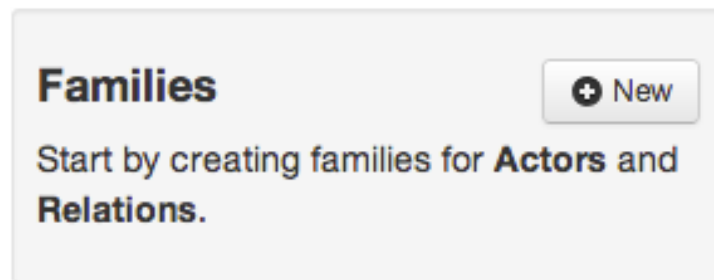 Families
New
Start by creating families for Actors and
Relations.